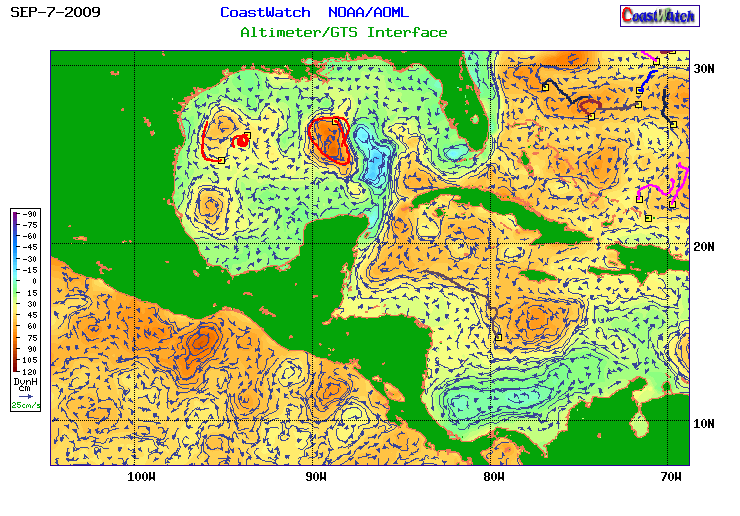 SEP-7-2009
CoastWatch NOAA/AOML
CoastWatch
Altimeter/GTS Interface
30N
20N
10N
-90
-75
-60
-45
-30
-15
0
15
30
45
60
75
90
105
120
DynH
cm
25cm/s
100W
90W
80W
70W